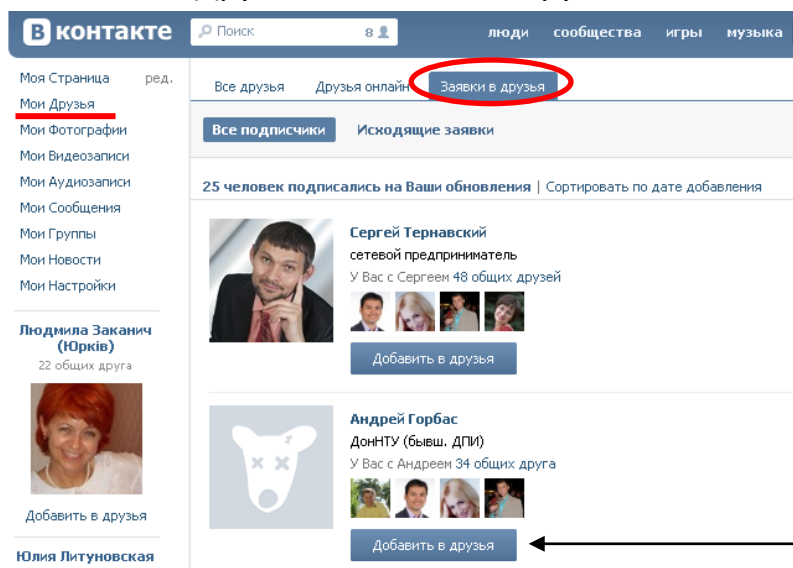 В контакте
Поиск 8
люди сообщества игры музыка
Моя Страница ред.
Мои Друзья
Мои Фотографии
Мои Видеозаписи
Мои Аудиозаписи
Мои Сообщения
Мои Группы
Мои Новости
Мои Настройки
Людмила Заканич
(Юрків)
22 общих друга
Добавить в друзья
Юлия Литуновская
Все друзья Друзья онлайн Заявки в друзья
Все подписчики Исходящие заявки
25 человек подписались на Ваши обновления | Сортировать по дате добавления
Сергей Тернавский
сетевой предприниматель
У Вас с Сергеем 48 общих друзей
Добавить в друзья
Андрей Горбас
ДонНТУ (бывш. ДПИ)
У Вас с Андреем 34 общих друга
Добавить в друзья